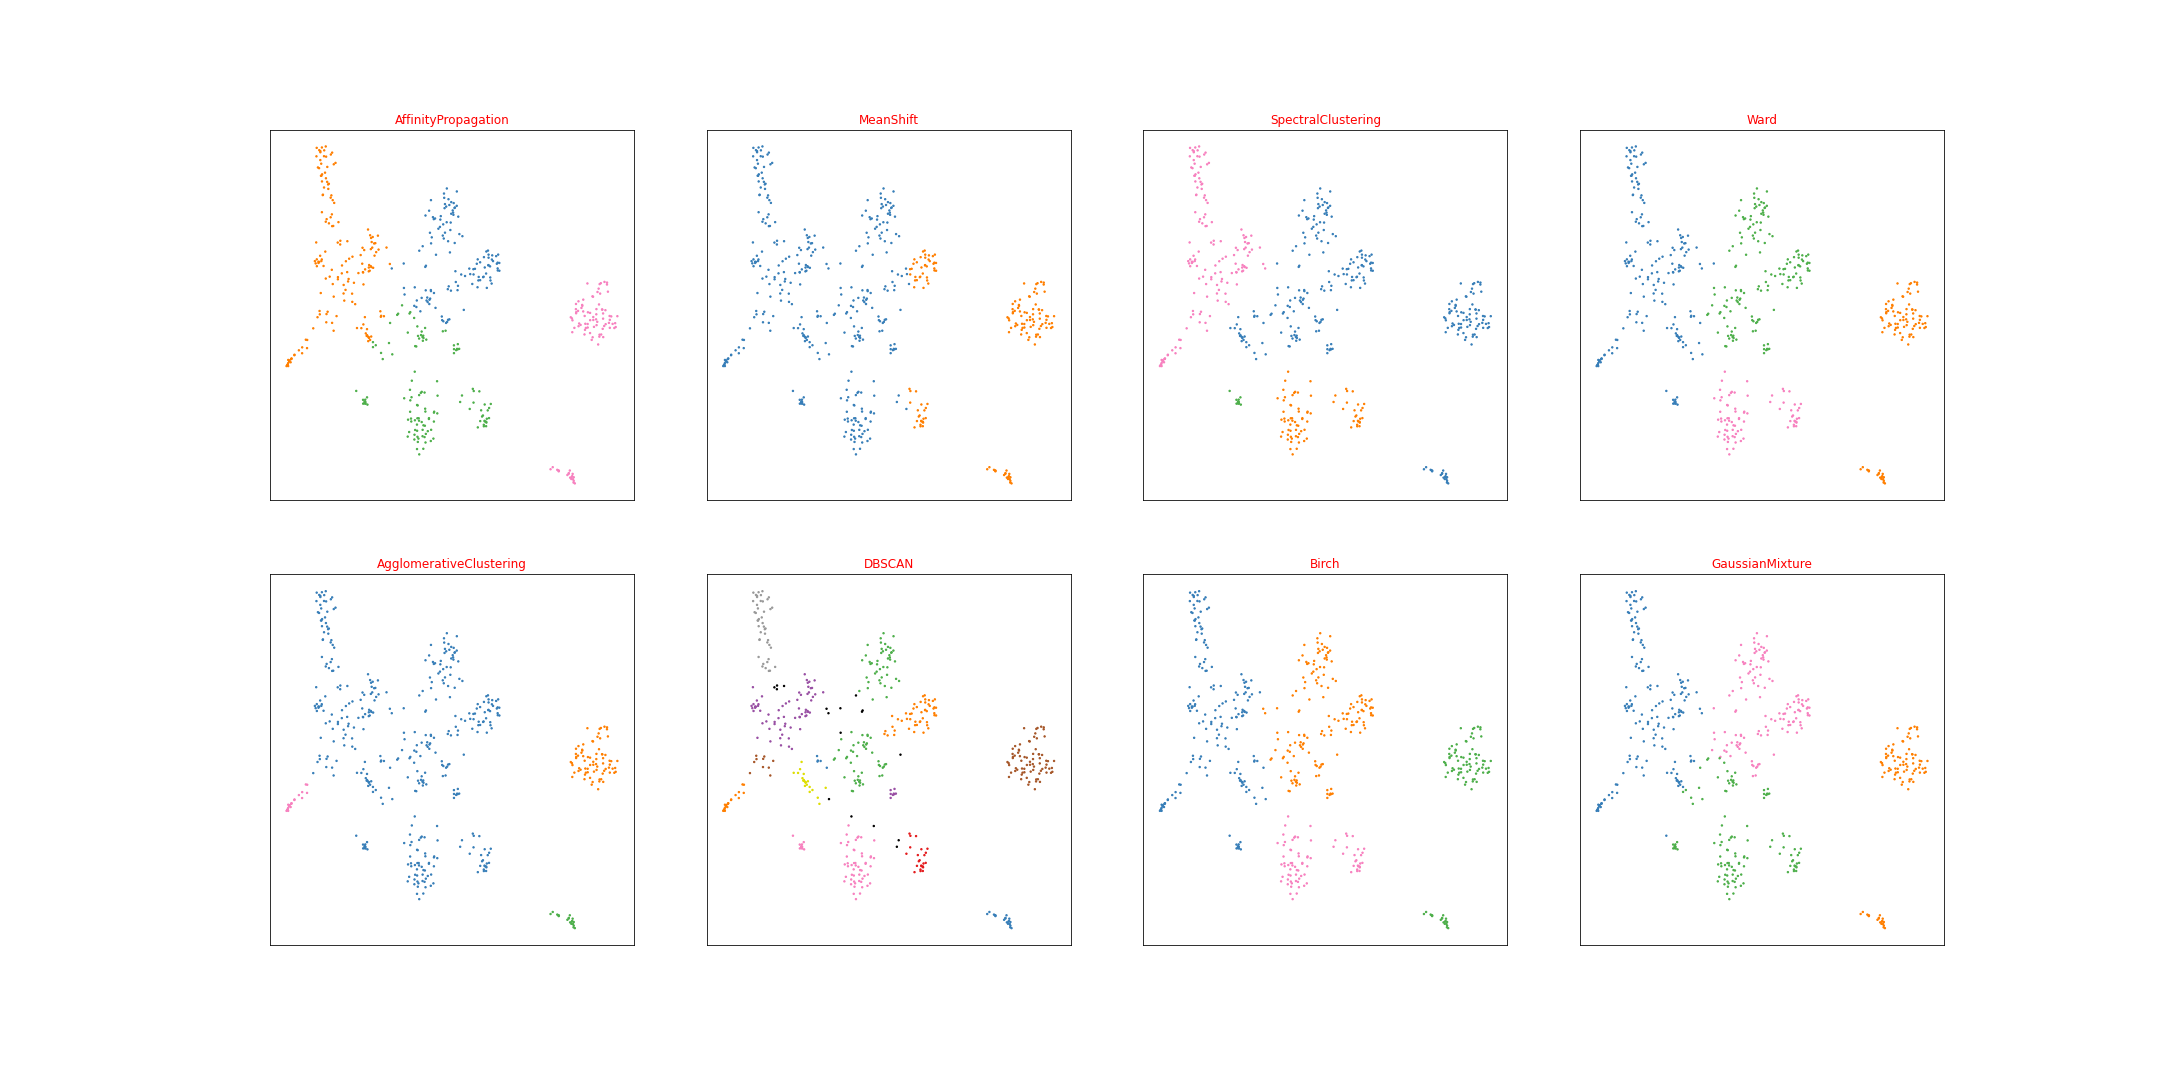 AffinityPropagation
MeanShift
SpectralClustering
Ward
AgglomerativeClustering
DBSCAN
Birch
GaussianMixture